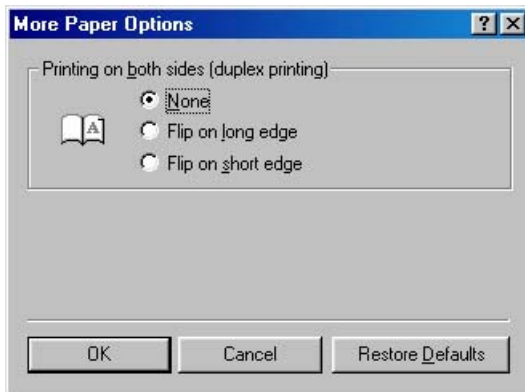 More Paper Options
Printing on both sides (duplex printing)
None
A
Flip on long edge
Flip on short edge
OK Cancel Restore Defaults